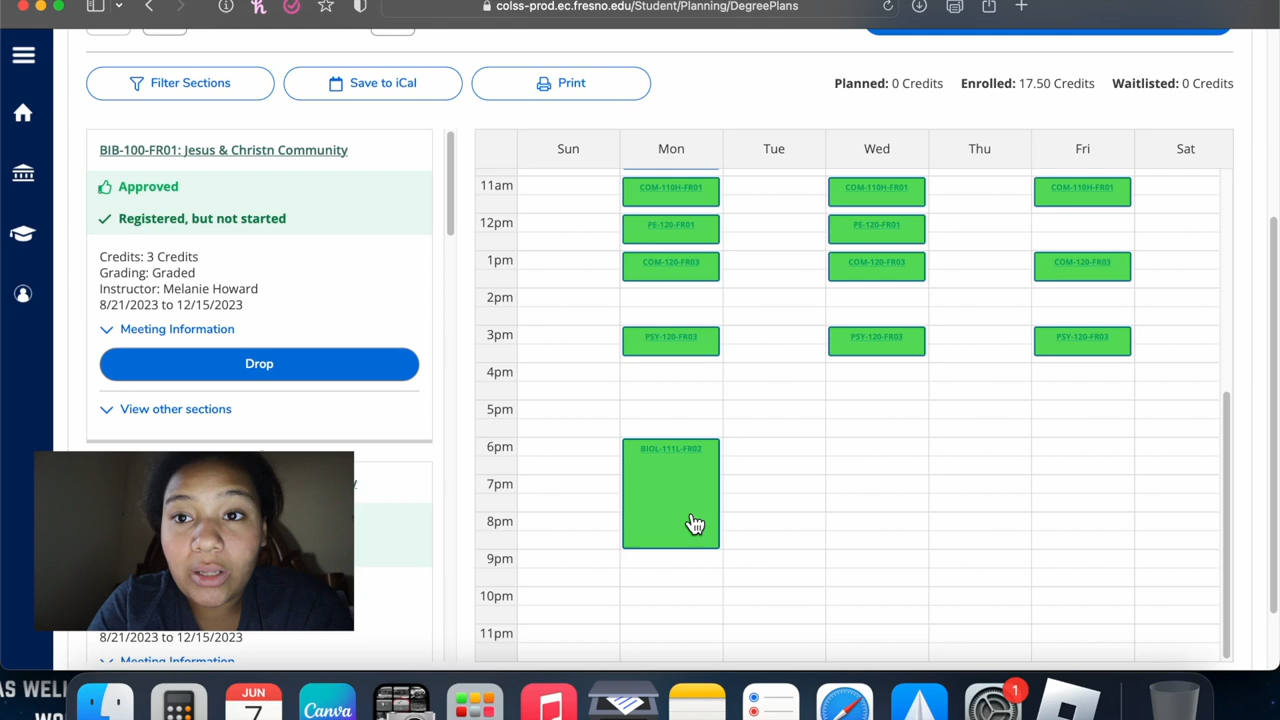 colss-prod.ec.fresno.edu/Student/Planning/DegreePlans
Filter Sections
Save to iCal
Print
Planned: 0 Credits
Enrolled: 17.50 Credits
Waitlisted: 0 Credits
BIB-100-FR01: Jesus & Christn Community
Approved
Registered, but not started
Credits: 3 Credits
Grading: Graded
Instructor: Melanie Howard
8/21/2023 to 12/15/2023
Meeting Information
Drop
View other sections
8/21/2023 to 12/15/2023
Meeting Information
Sun Mon Tue Wed Thu Fri Sat
11am COM-110H-FR01 COM-110H-FR01 COM-110H-FR01
12pm PE-120-FR01 PE-120-FR01
1pm COM-120-FR03 COM-120-FR03 COM-120-FR03
2pm
3pm PSY-120-FR03 PSY-120-FR03 PSY-120-FR03
4pm
5pm
6pm BIOL-111L-FR02
7pm
8pm
9pm
10pm
11pm
AS WELL
WO
JUN
7
Canva
1